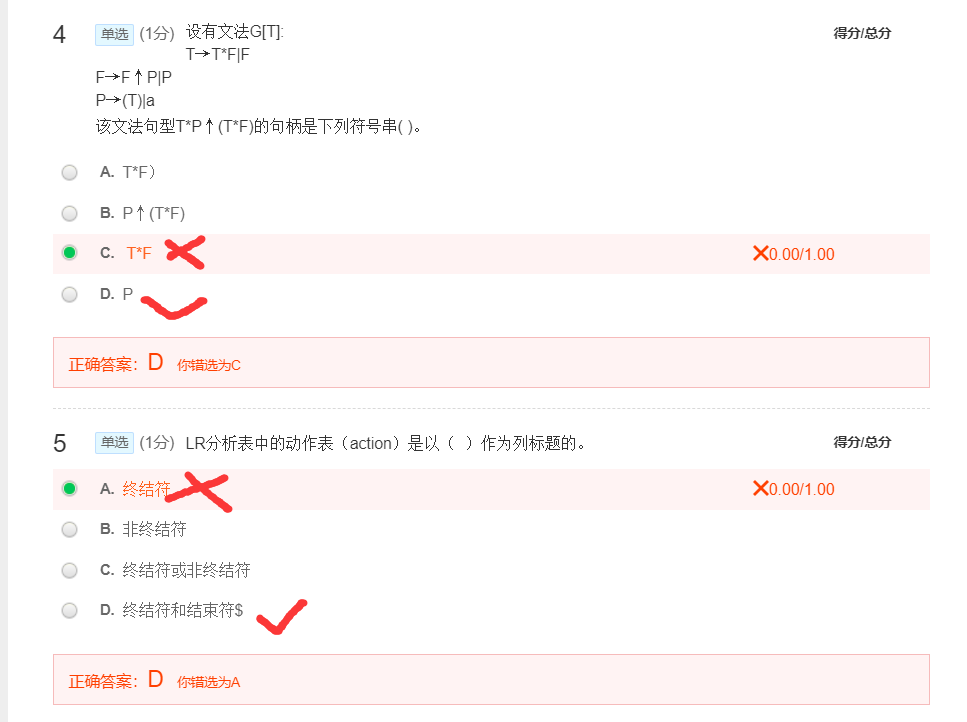 4 单选 (1分) 设有文法G[T]: 得分/总分
T→T*F|F
F→F↑P|P
P→(T)|a
该文法句型T*P↑(T*F)的句柄是下列符号串( )。
A. T*F）
B. P↑(T*F)
C. T*F ✕0.00/1.00
D. P
正确答案：D 你错选为C
5 单选 (1分) LR分析表中的动作表（action）是以（ ）作为列标题的。 得分/总分
A. 终结符 ✕0.00/1.00
B. 非终结符
C. 终结符或非终结符
D. 终结符和结束符$
正确答案：D 你错选为A